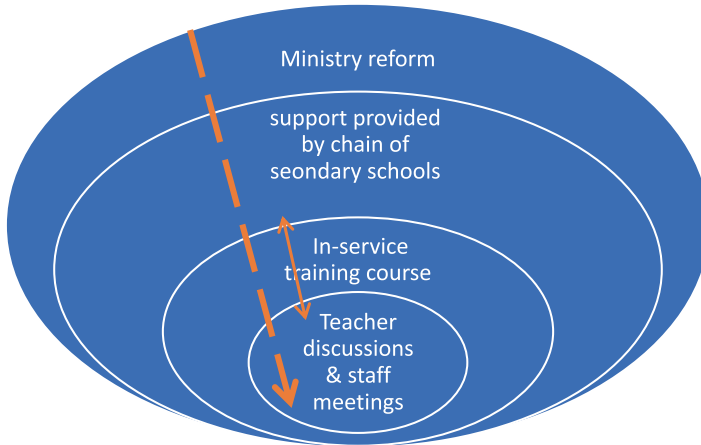 Ministry reform
support provided
by chain of
seondary schools
In-service
training course
Teacher
discussions
& staff
meetings